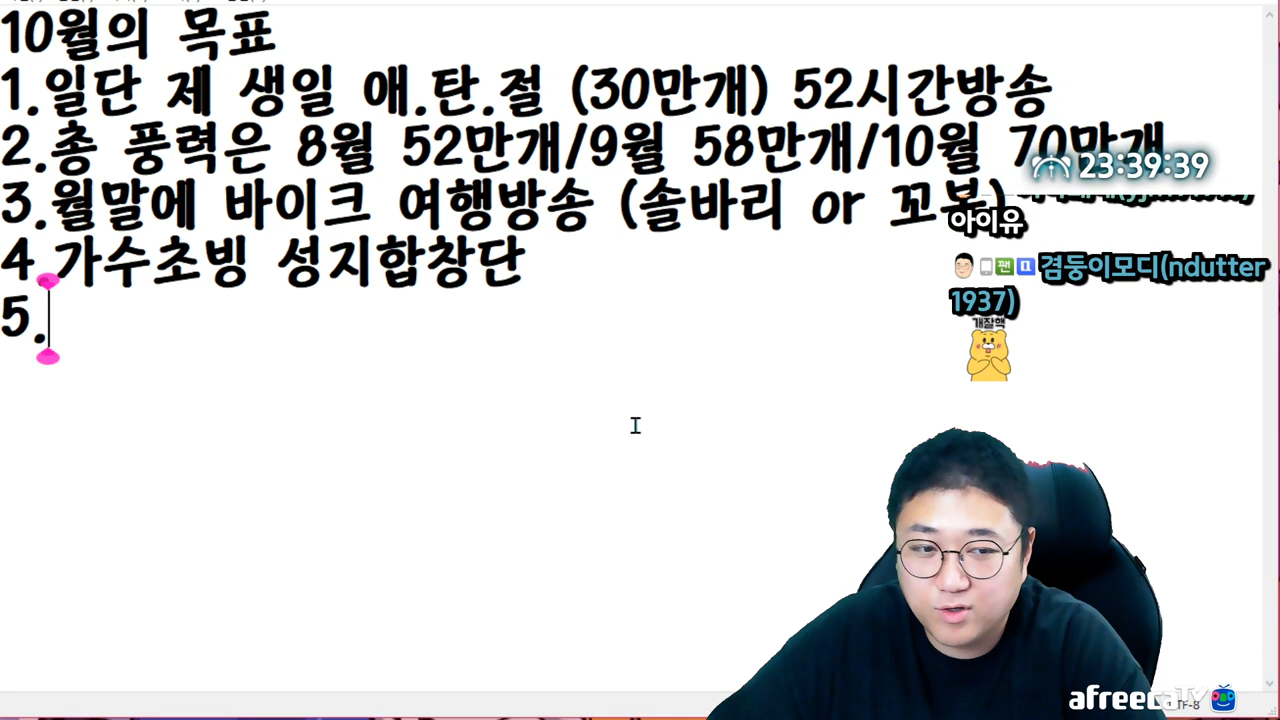 10월의 목표
1.일단 제 생일 애.탄.절 (30만개) 52시간방송
2.총 풍력은 8월 52만개/9월 58만개/10월 70만개
23:39:39
3.월말에 바이크 여행방송 (솔바리 or 꼬북)
아이유
4.가수초빙 성지합창단
겸둥이모디(ndutter
1937)
5.
개잘핵
afreecaTV
TF-8